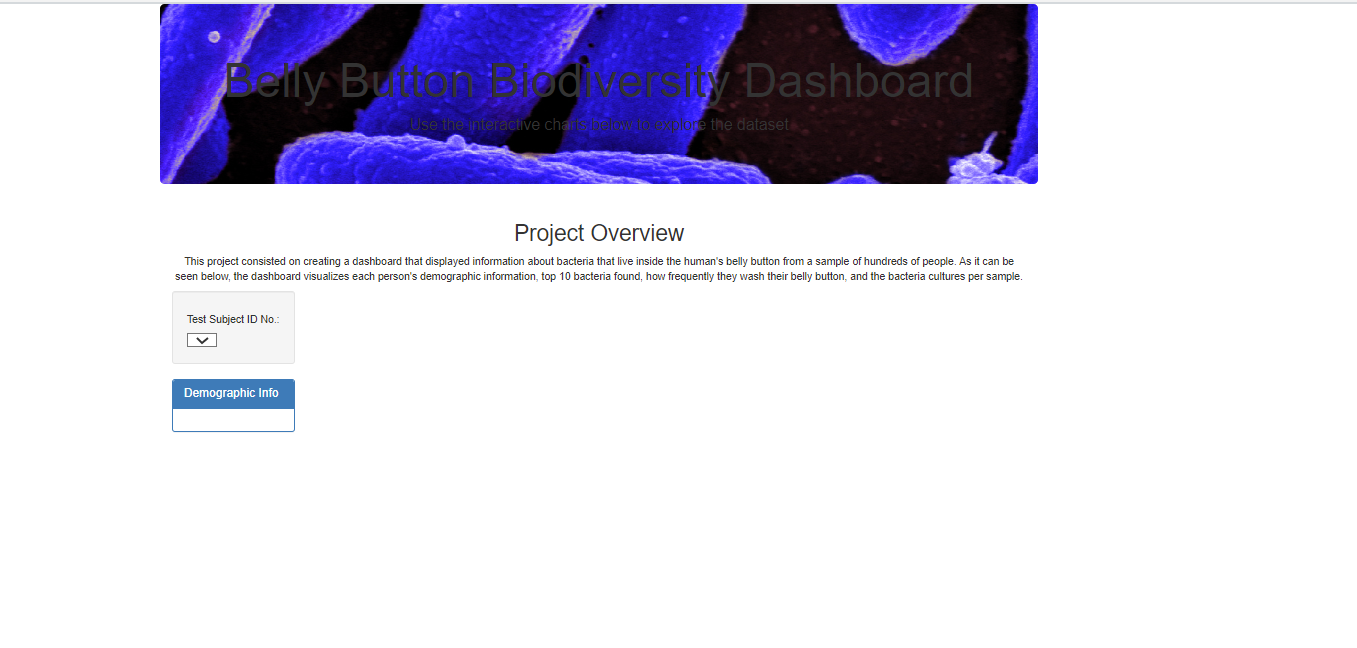 Belly Button Biodiversity Dashboard
Use the interactive charts below to explore the dataset
Project Overview
This project consisted on creating a dashboard that displayed information about bacteria that live inside the human's belly button from a sample of hundreds of people. As it can be
seen below, the dashboard visualizes each person's demographic information, top 10 bacteria found, how frequently they wash their belly button, and the bacteria cultures per sample.
Test Subject ID No.:
Demographic Info